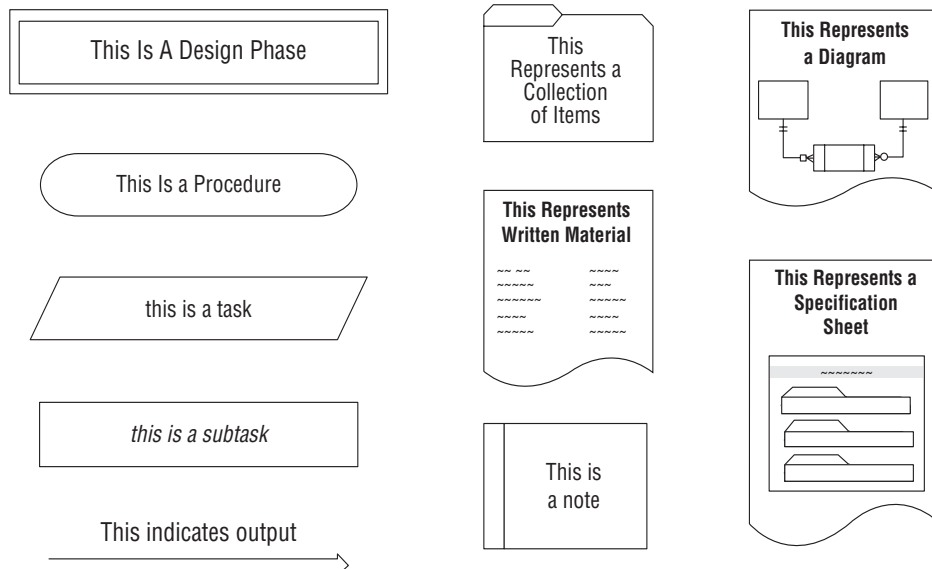 This Is A Design Phase
This Is a Procedure
this is a task
this is a subtask
This indicates output
This
Represents a
Collection
of Items
This Represents
Written Material
This is
a note
This Represents
a Diagram
This Represents a
Specification
Sheet